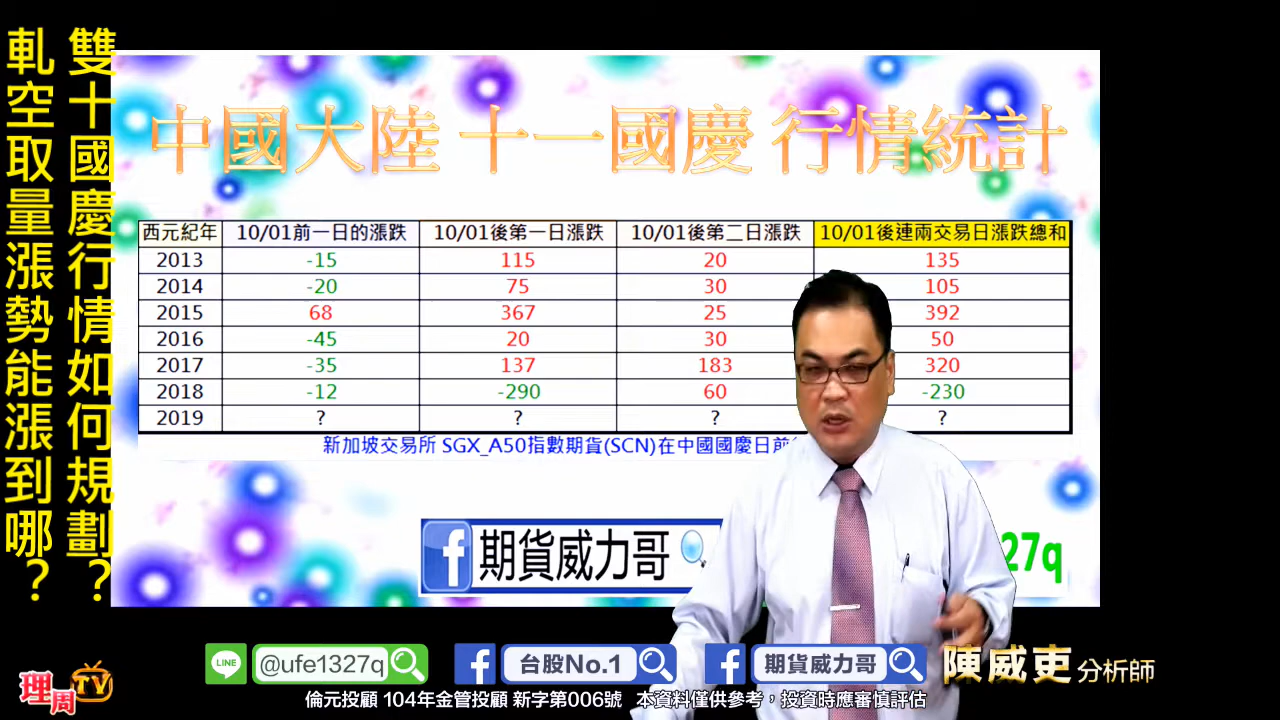 雙十國慶行情如何規劃？
軋空取量漲勢能漲到哪？
中國大陸 十一國慶 行情統計
西元紀年 10/01前一日的漲跌 10/01後第一日漲跌 10/01後第二日漲跌 10/01後連兩交易日漲跌總和
2013 -15 115 20 135
2014 -20 75 30 105
2015 68 367 25 392
2016 -45 20 30 50
2017 -35 137 183 320
2018 -12 -290 60 -230
2019 ? ? ? ?
新加坡交易所 SGX_A50指數期貨(SCN)在中國國慶日前
期貨威力哥
27q
LINE @ufe1327q 台股No.1 期貨威力哥 陳威吏 分析師
理周TV
倫元投顧 104年金管投顧 新字第006號 本資料僅供參考，投資時應審慎評估